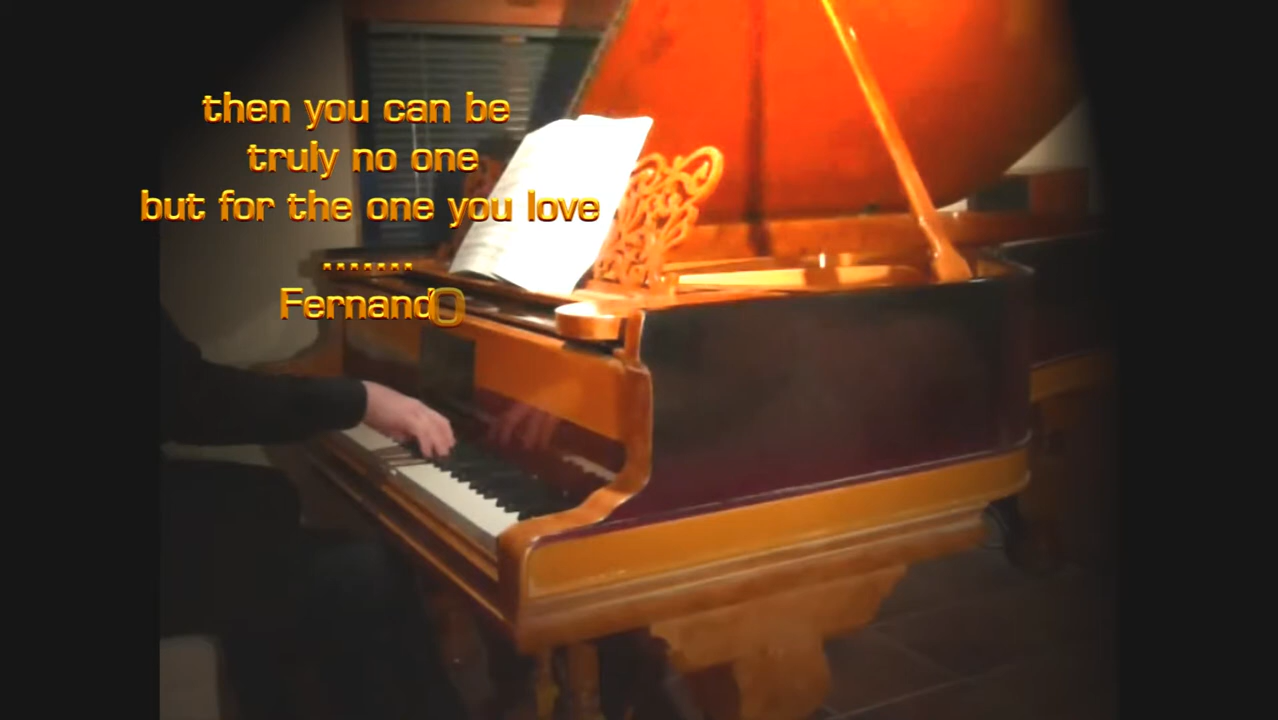 then you can be
truly no one
but for the one you love
.......
Fernando